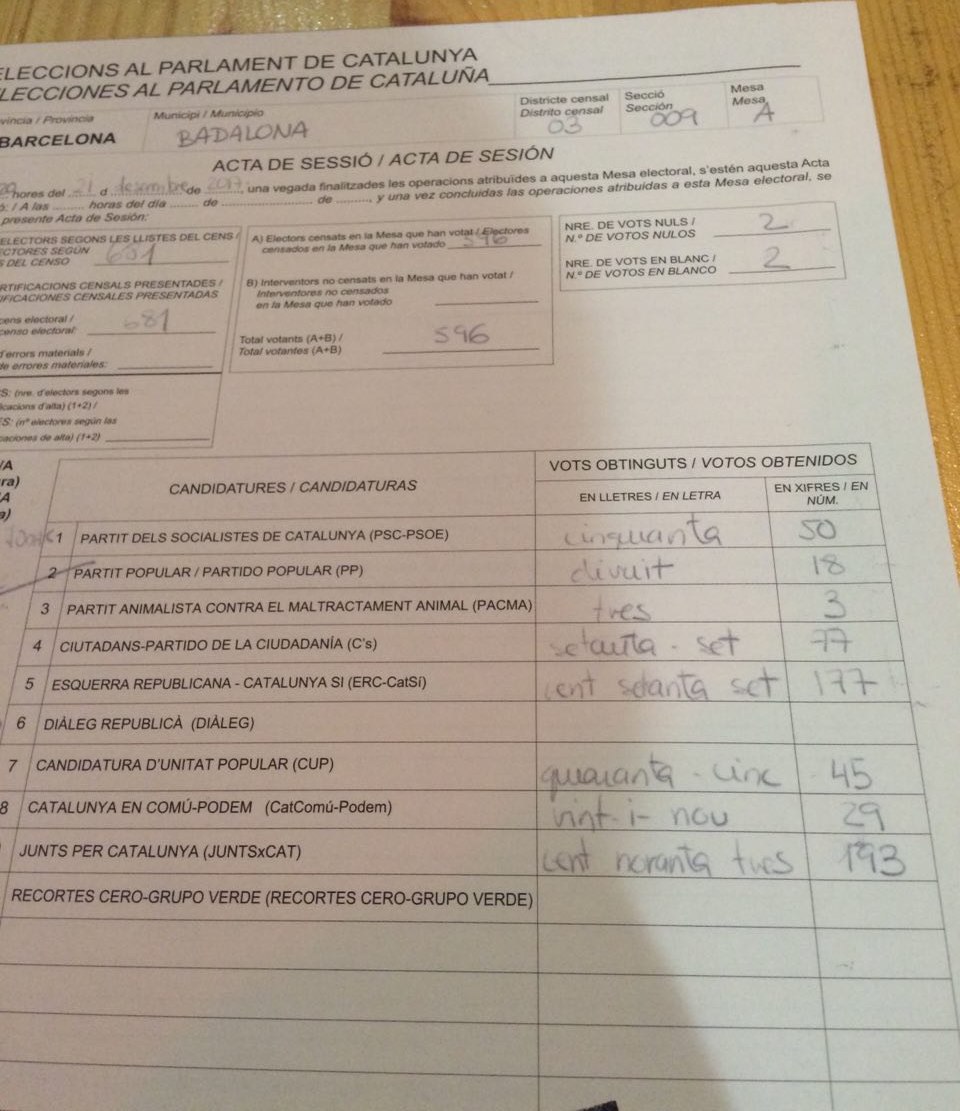 ELECCIONS AL PARLAMENT DE CATALUNYA
ELECCIONES AL PARLAMENTO DE CATALUÑA
víncia / Provincia
BARCELONA
Municipi / Municipio
BADALONA
Districte censal
Distrito censal
03
Secció
Sección
009
Mesa
Mesa
A
ACTA DE SESSIÓ / ACTA DE SESIÓN
hores del 21 d desembre de 2017, una vegada finalitzades les operacions atribuïdes a aquesta Mesa electoral, s'estén aquesta Acta
ó: / A las ......... horas del día ....... de ......................... de ........., y una vez concluidas las operaciones atribuidas a esta Mesa electoral, se
presente Acta de Sesión:
ELECTORS SEGONS LES LLISTES DEL CENS /
ECTORES SEGÚN
S DEL CENSO 681
RTIFICACIONS CENSALS PRESENTADES /
IFICACIONES CENSALES PRESENTADAS
cens electoral /
censo electoral: 681
d'errors materials /
de errores materiales:
S: (nre. d'electors segons les
icacions d'alta) (1+2) /
ES: (nº electores según las
caciones de alta) (1+2)
A) Electors censats en la Mesa que han votat / Electores
censados en la Mesa que han votado 596
B) Interventors no censats en la Mesa que han votat /
Interventores no censados
en la Mesa que han votado
Total votants (A+B) /
Total votantes (A+B) 596
NRE. DE VOTS NULS /
N.º DE VOTOS NULOS 2
NRE. DE VOTS EN BLANC /
N.º DE VOTOS EN BLANCO 2
/A
ra)
A
a)
CANDIDATURES / CANDIDATURAS
VOTS OBTINGUTS / VOTOS OBTENIDOS
EN LLETRES / EN LETRA
EN XIFRES / EN
NÚM.
1 PARTIT DELS SOCIALISTES DE CATALUNYA (PSC-PSOE) cinquanta 50
2 PARTIT POPULAR / PARTIDO POPULAR (PP) divuit 18
3 PARTIT ANIMALISTA CONTRA EL MALTRACTAMENT ANIMAL (PACMA) tres 3
4 CIUTADANS-PARTIDO DE LA CIUDADANÍA (C's) setanta - set 77
5 ESQUERRA REPUBLICANA - CATALUNYA SI (ERC-CatSí) cent setanta set 177
6 DIÀLEG REPUBLICÀ (DIÀLEG)
7 CANDIDATURA D'UNITAT POPULAR (CUP) quaranta - cinc 45
8 CATALUNYA EN COMÚ-PODEM (CatComú-Podem) vint-i-nou 29
JUNTS PER CATALUNYA (JUNTSxCAT) cent noranta tres 193
RECORTES CERO-GRUPO VERDE (RECORTES CERO-GRUPO VERDE)